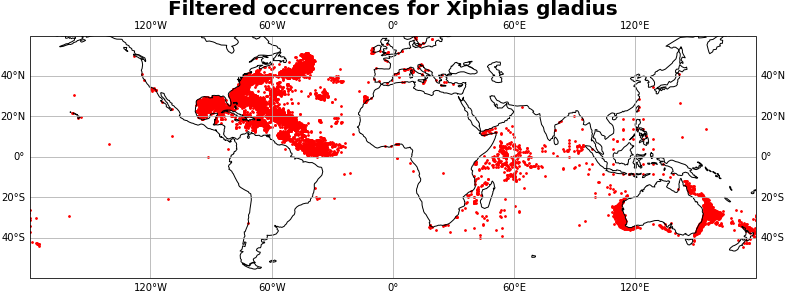 Filtered occurrences for Xiphias gladius
120°W 60°W 0° 60°E 120°E
40°N 40°N
20°N 20°N
0° 0°
20°S 20°S
40°S 40°S
120°W 60°W 0° 60°E 120°E